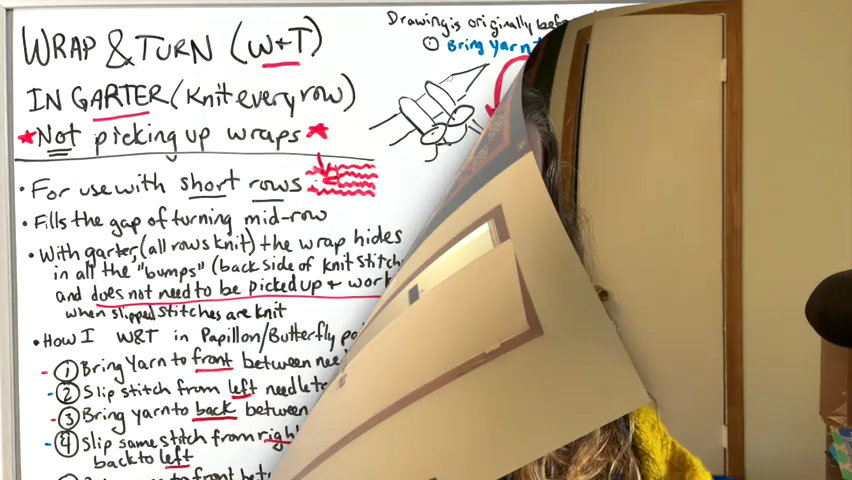 WRAP & TURN (W+T)
IN GARTER (Knit every row)
*Not picking up wraps*
• For use with short rows
• Fills the gap of turning mid-row
• With garter, (all rows knit) + the wrap hides
in all the "bumps" (back side of knit stitch
and does not need to be picked up + work
when slipped stitches are knit
• How I W&T in Papillon/Butterfly
① Bring Yarn to front between
② Slip stitch from left needle
③ Bring yarn to back between
④ Slip same stitch from righ
back to left
to front bet
Drawing is originally
① Bring Yarn